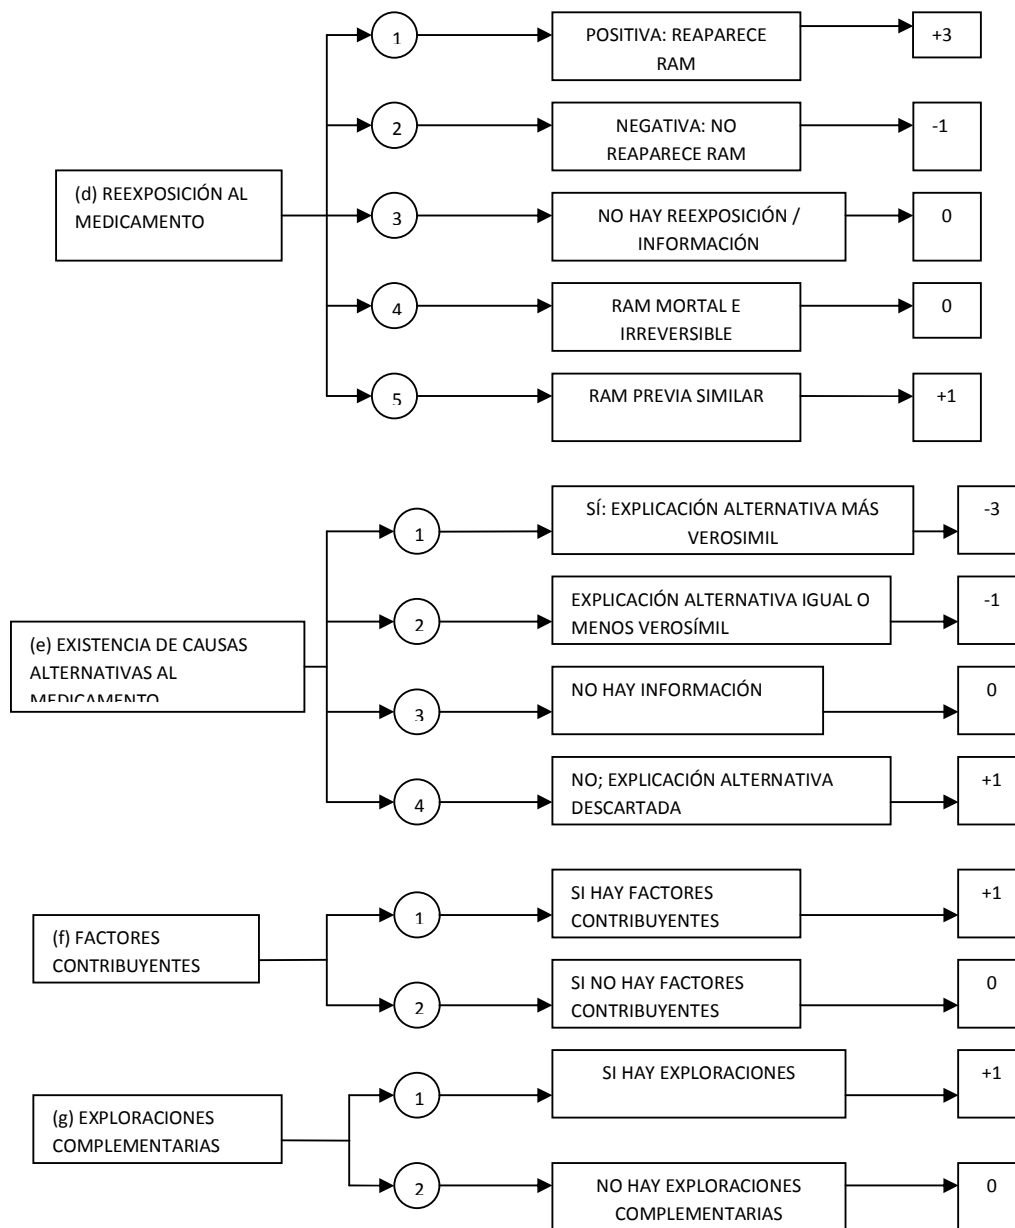 1
POSITIVA: REAPARECE
RAM
+3
2
NEGATIVA: NO
REAPARECE RAM
-1
(d) REEXPOSICIÓN AL
MEDICAMENTO
3
NO HAY REEXPOSICIÓN /
INFORMACIÓN
0
4
RAM MORTAL E
IRREVERSIBLE
0
5
RAM PREVIA SIMILAR
+1
1
SÍ: EXPLICACIÓN ALTERNATIVA MÁS
VEROSIMIL
-3
2
EXPLICACIÓN ALTERNATIVA IGUAL O
MENOS VEROSÍMIL
-1
(e) EXISTENCIA DE CAUSAS
ALTERNATIVAS AL
MEDICAMENTO
3
NO HAY INFORMACIÓN
0
4
NO; EXPLICACIÓN ALTERNATIVA
DESCARTADA
+1
(f) FACTORES
CONTRIBUYENTES
1
SI HAY FACTORES
CONTRIBUYENTES
+1
2
SI NO HAY FACTORES
CONTRIBUYENTES
0
(g) EXPLORACIONES
COMPLEMENTARIAS
1
SI HAY EXPLORACIONES
+1
2
NO HAY EXPLORACIONES
COMPLEMENTARIAS
0